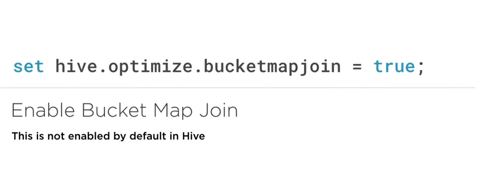 set hive.optimize.bucketmapjoin = true;
Enable Bucket Map Join
This is not enabled by default in Hive